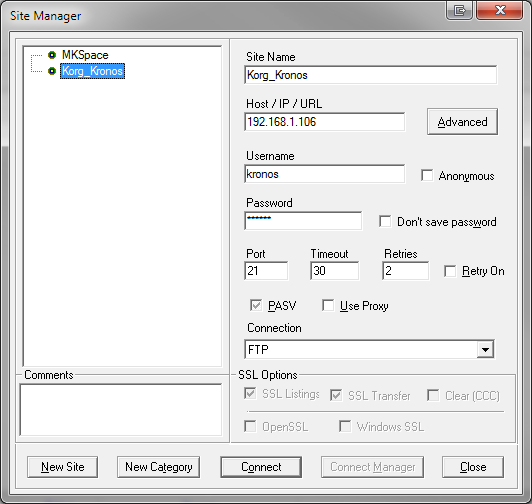 Site Manager
MKSpace
Korg_Kronos
Site Name
Korg_Kronos
Host / IP / URL
192.168.1.106
Advanced
Username
kronos
Anonymous
Password
******
Don't save password
Port Timeout Retries
21 30 2
Retry On
PASV Use Proxy
Connection
FTP
Comments
SSL Options
SSL Listings SSL Transfer Clear (CCC)
OpenSSL Windows SSL
New Site New Category Connect Connect Manager Close